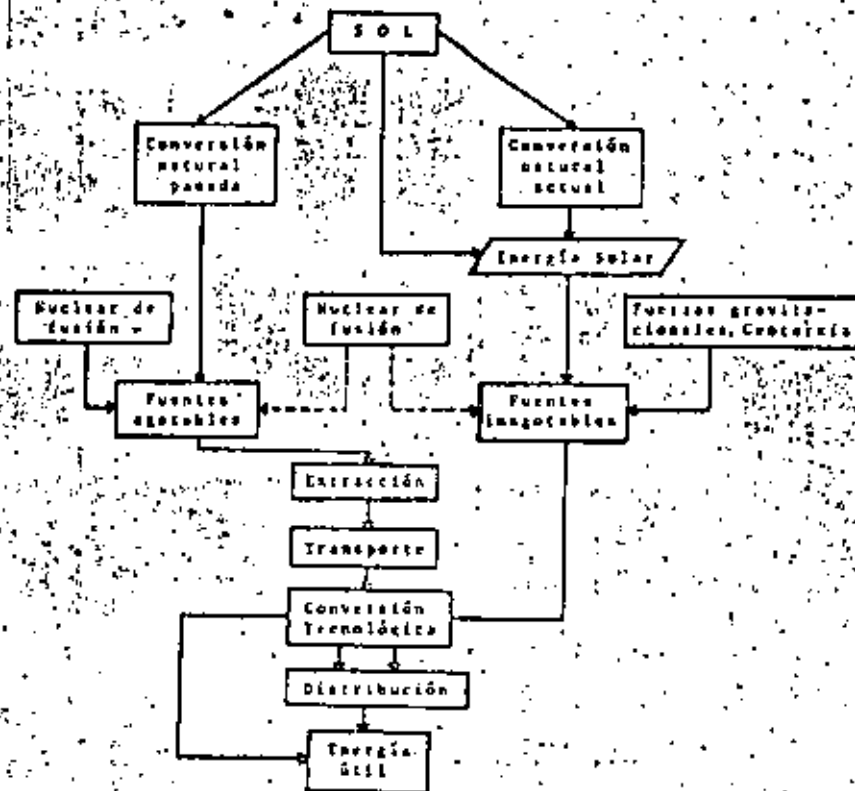 S O L
Conversión
natural
pasada
Conversión
natural
actual
Energía Solar
Nuclear de
fusión
Nuclear de
fusión
Fuerzas gravita-
cionales, Geotermia
Fuentes
agotables
Fuentes
inagotables
Extracción
Transporte
Conversión
Tecnológica
Distribución
Energía
útil